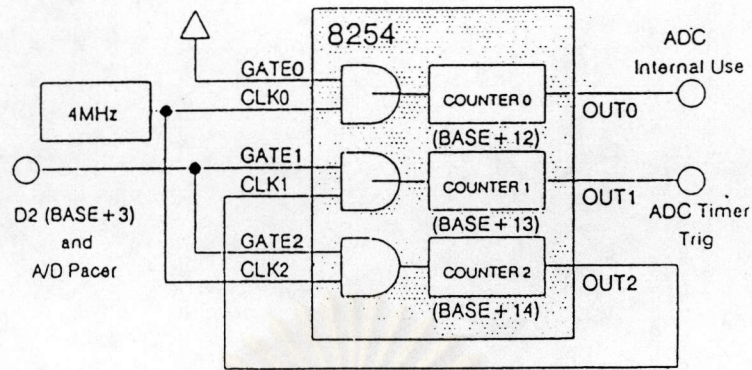 8254
ADC
Internal Use
GATE0
CLK0
4MHz
COUNTER 0
OUT0
(BASE + 12)
GATE1
CLK1
COUNTER 1
OUT1
(BASE + 13)
D2 (BASE + 3)
and
A/D Pacer
ADC Timer
Trig
GATE2
CLK2
COUNTER 2
OUT2
(BASE + 14)